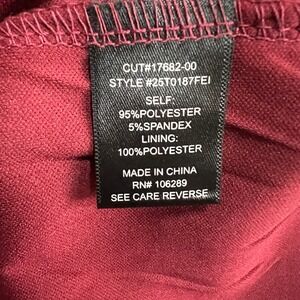 CUT#17682-00
STYLE #25T0187FEI
SELF:
95%POLYESTER
5%SPANDEX
LINING:
100%POLYESTER
MADE IN CHINA
RN# 106289
SEE CARE REVERSE